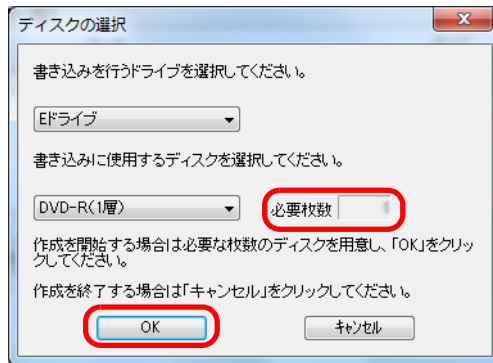 ディスクの選択
書き込みを行うドライブを選択してください。
Eドライブ
書き込みに使用するディスクを選択してください。
DVD-R(1層)
必要枚数
作成を開始する場合は必要な枚数のディスクを用意し、「OK」をクリッ
クしてください。
作成を終了する場合は「キャンセル」をクリックしてください。
OK
キャンセル